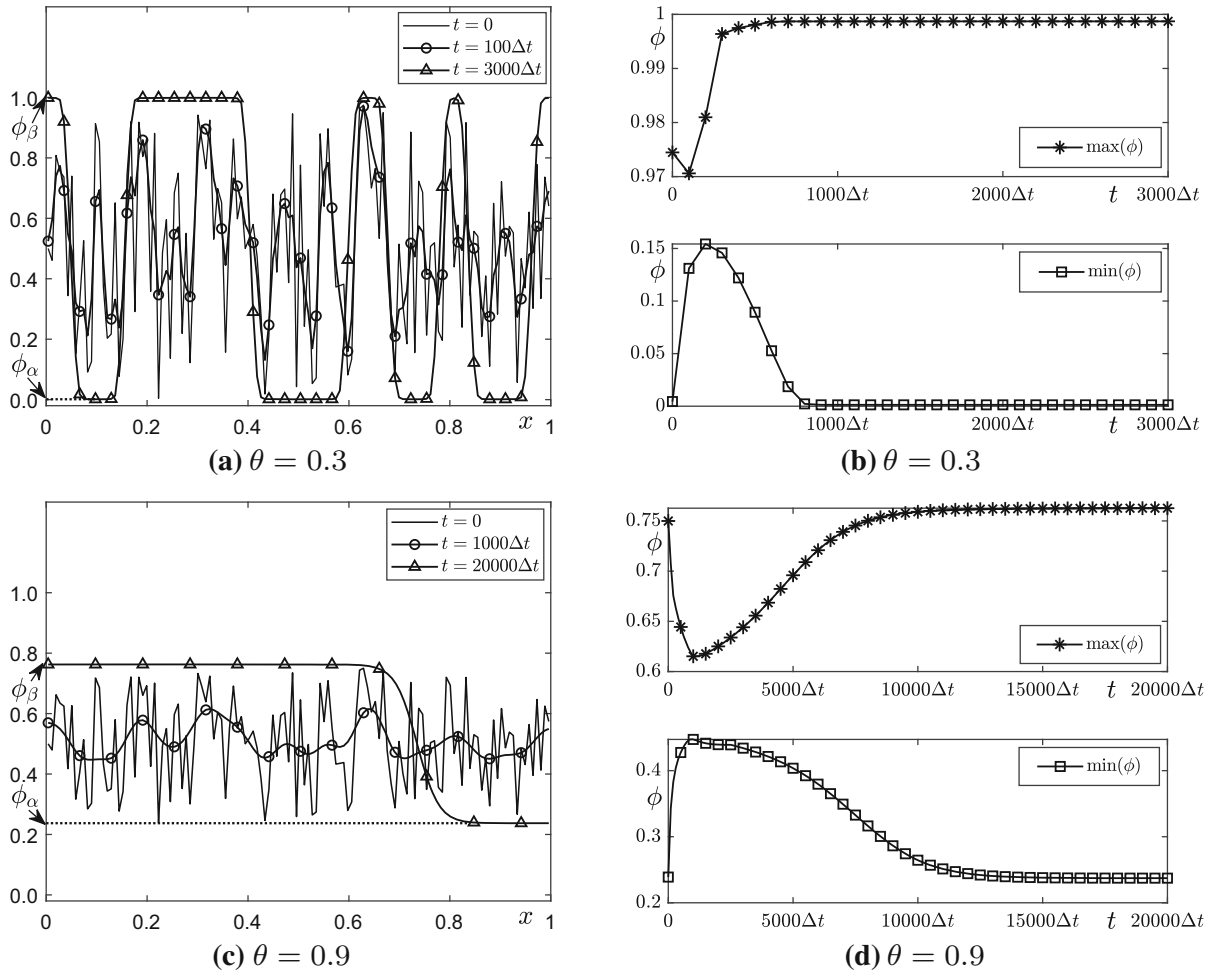 t = 0
t = 100Δt
t = 3000Δt
1.0
0.8
0.6
0.4
0.2
0.0
ϕβ
ϕα
0
0.2
0.4
0.6
0.8
x
1
(a) θ = 0.3
1
ϕ
0.99
0.98
0.97
max(ϕ)
0
1000Δt
2000Δt
t
3000Δt
0.15
ϕ
0.1
0.05
0
min(ϕ)
0
1000Δt
2000Δt
t
3000Δt
(b) θ = 0.3
t = 0
t = 1000Δt
t = 20000Δt
1.0
0.8
ϕβ
0.6
0.4
ϕα
0.2
0.0
0
0.2
0.4
0.6
0.8
x
1
(c) θ = 0.9
0.75
ϕ
0.7
0.65
0.6
max(ϕ)
0
5000Δt
10000Δt
15000Δt
t
20000Δt
0.4
ϕ
0.3
0.2
min(ϕ)
0
5000Δt
10000Δt
15000Δt
t
20000Δt
(d) θ = 0.9